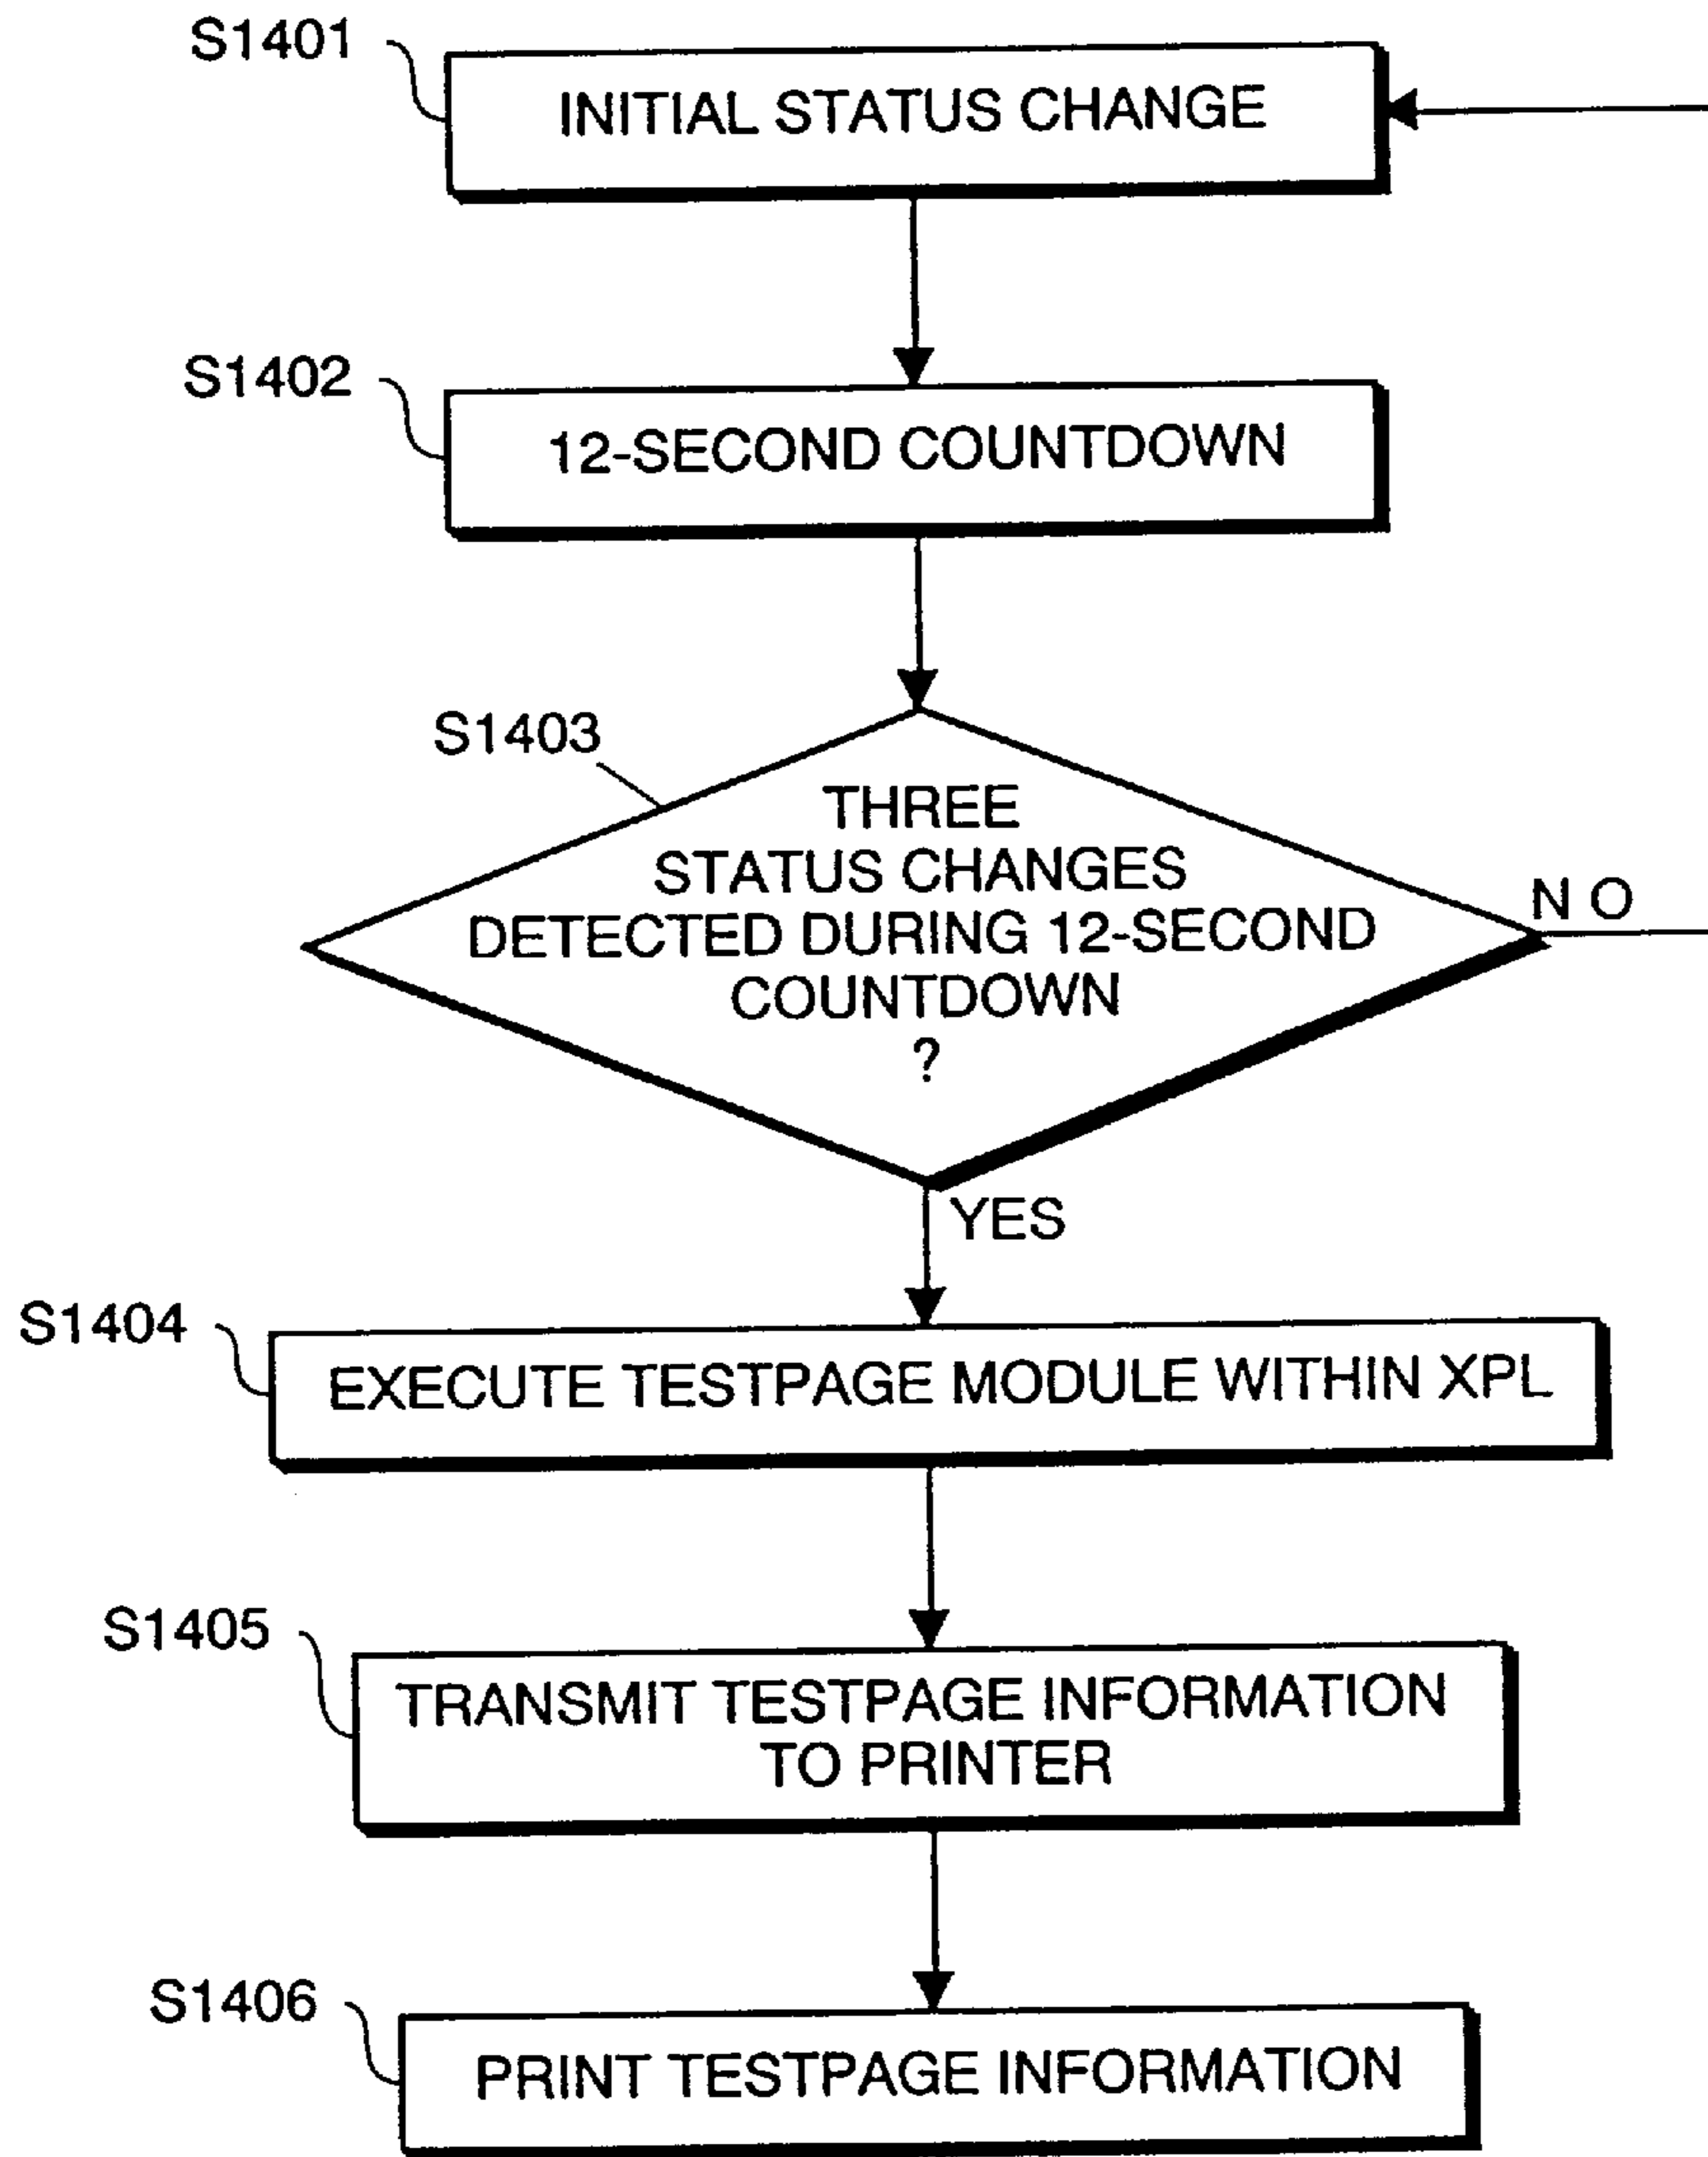 S1401
INITIAL STATUS CHANGE
S1402
12-SECOND COUNTDOWN
S1403
THREE
STATUS CHANGES
DETECTED DURING 12-SECOND
COUNTDOWN
?
N O
YES
S1404
EXECUTE TESTPAGE MODULE WITHIN XPL
S1405
TRANSMIT TESTPAGE INFORMATION
TO PRINTER
S1406
PRINT TESTPAGE INFORMATION